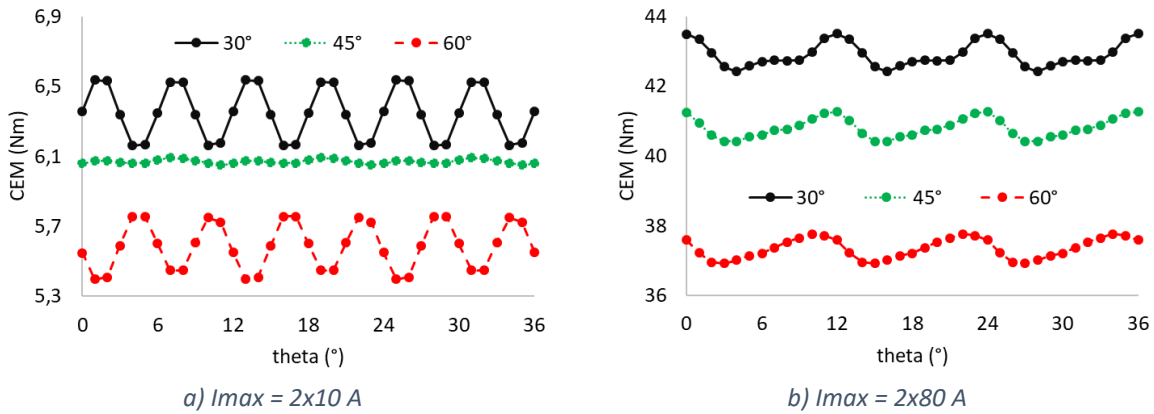 6,9
6,5
6,1
5,7
5,3
CEM (Nm)
30° 45° 60°
0 6 12 18 24 30 36
theta (°)
a) Imax = 2x10 A
44
42
40
38
36
CEM (Nm)
30° 45° 60°
0 6 12 18 24 30 36
theta (°)
b) Imax = 2x80 A